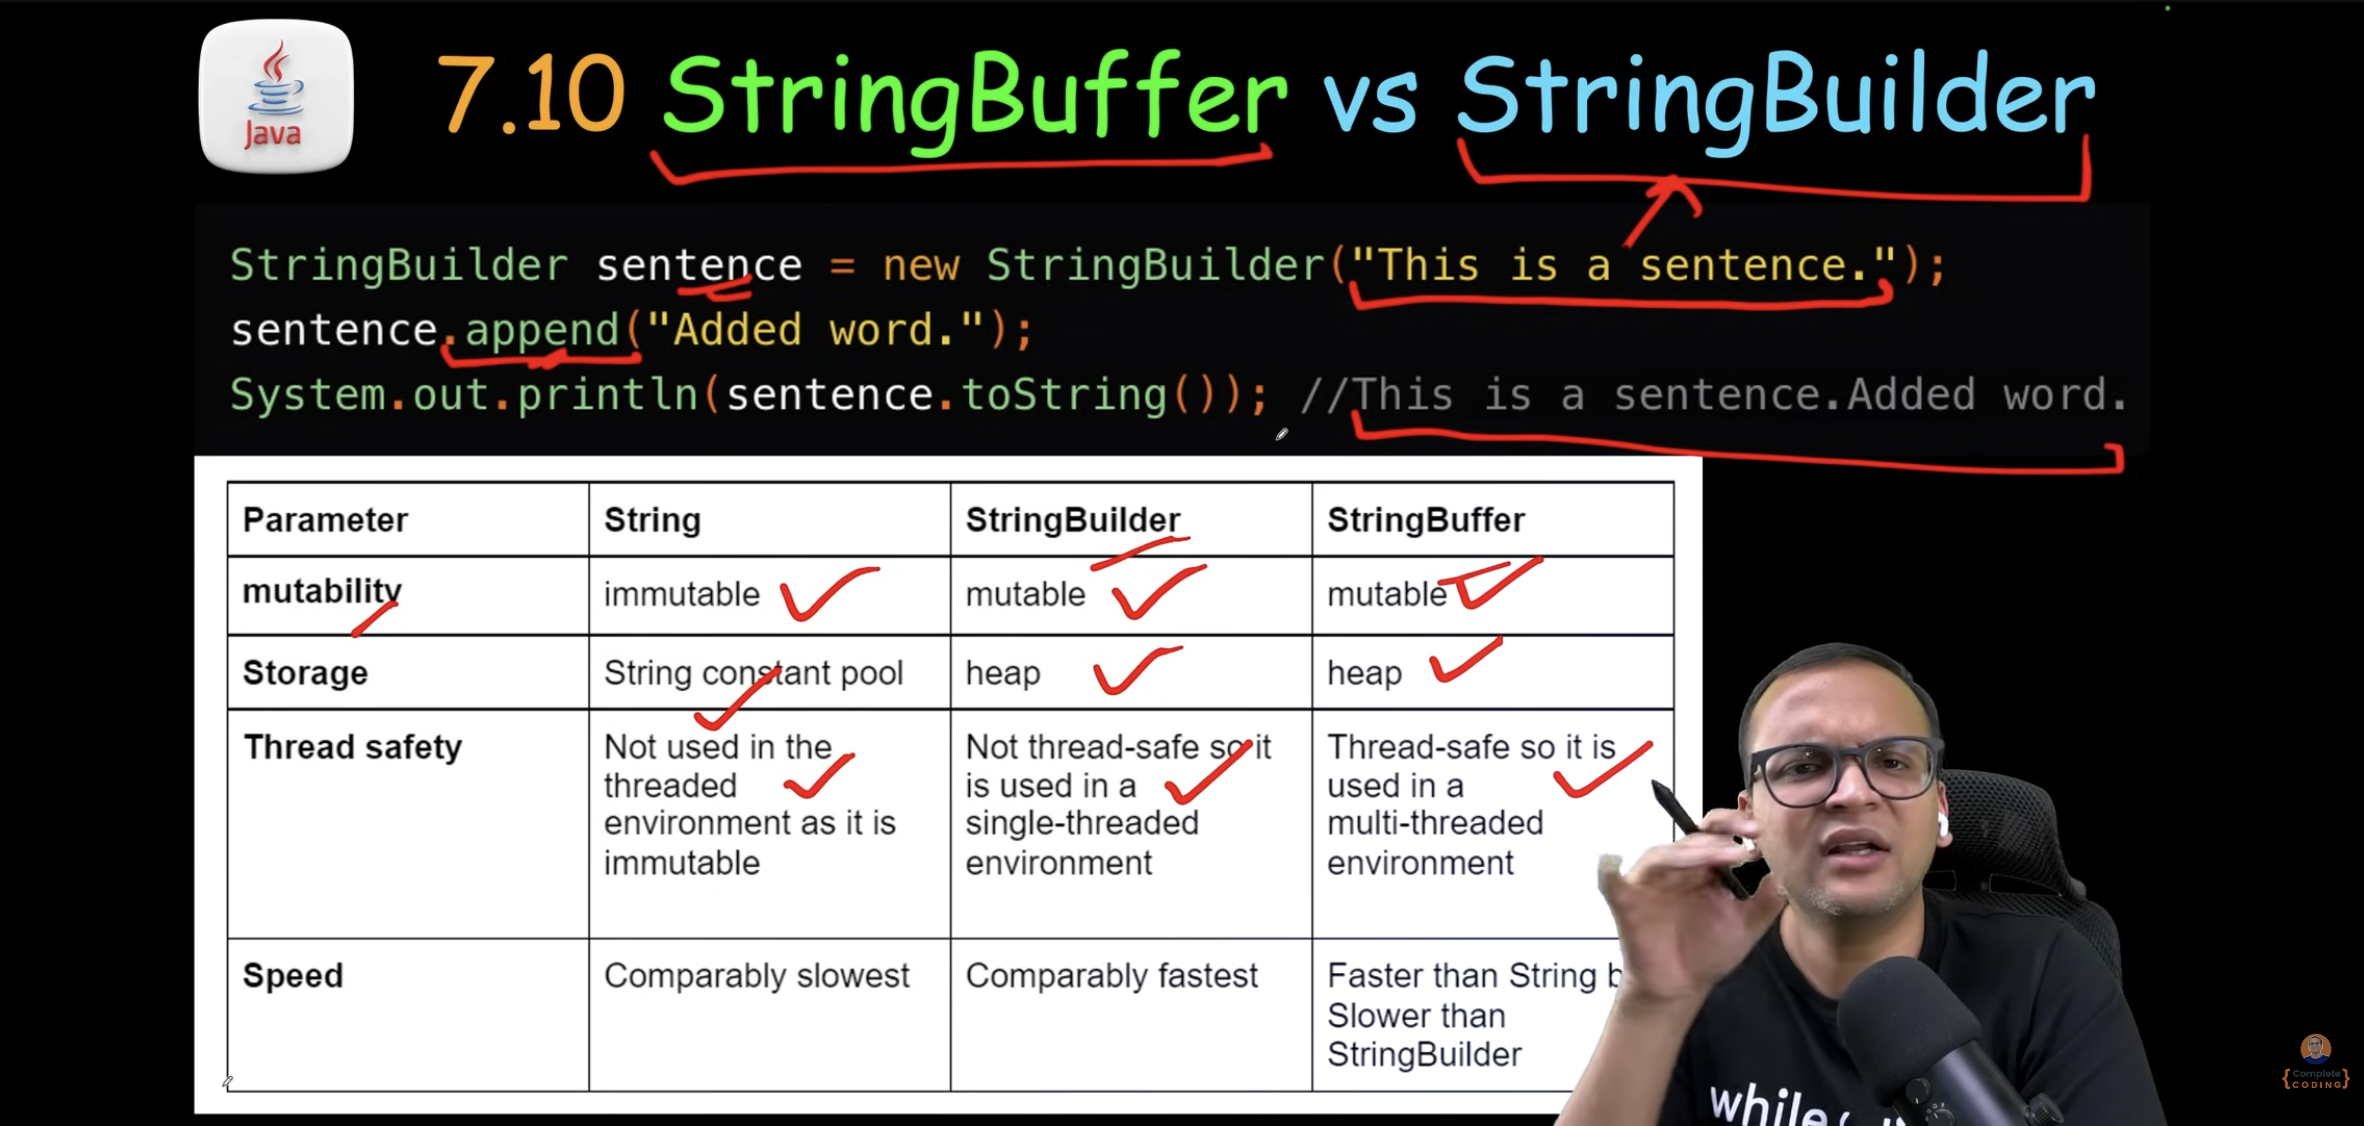 Java
7.10 StringBuffer vs StringBuilder
StringBuilder sentence = new StringBuilder("This is a sentence.");
sentence.append("Added word.");
System.out.println(sentence.toString()); //This is a sentence.Added word.
Parameter String StringBuilder StringBuffer
mutability immutable mutable mutable
Storage String constant pool heap heap
Thread safety
Not used in the
threaded
environment as it is
immutable
Not thread-safe so it
is used in a
single-threaded
environment
Thread-safe so it is
used in a
multi-threaded
environment
Speed Comparably slowest Comparably fastest
Faster than String
Slower than
StringBuilder
while
Complete
{CODING}